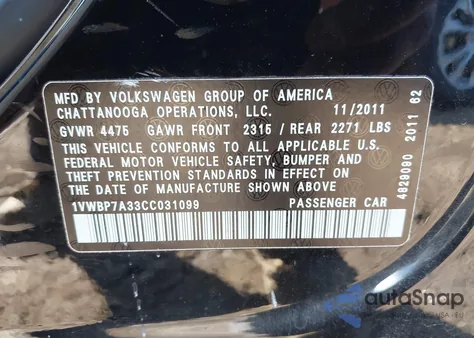 MFD BY VOLKSWAGEN GROUP OF AMERICA
CHATTANOOGA OPERATIONS, LLC. 11/2011
GVWR 4475 GAWR FRONT 2315 / REAR 2271 LBS
THIS VEHICLE CONFORMS TO ALL APPLICABLE U.S.
FEDERAL MOTOR VEHICLE SAFETY, BUMPER AND
THEFT PREVENTION STANDARDS IN EFFECT ON
THE DATE OF MANUFACTURE SHOWN ABOVE
1VWBP7A33CC031099 PASSENGER CAR
4829090 2011 62
autoSnap